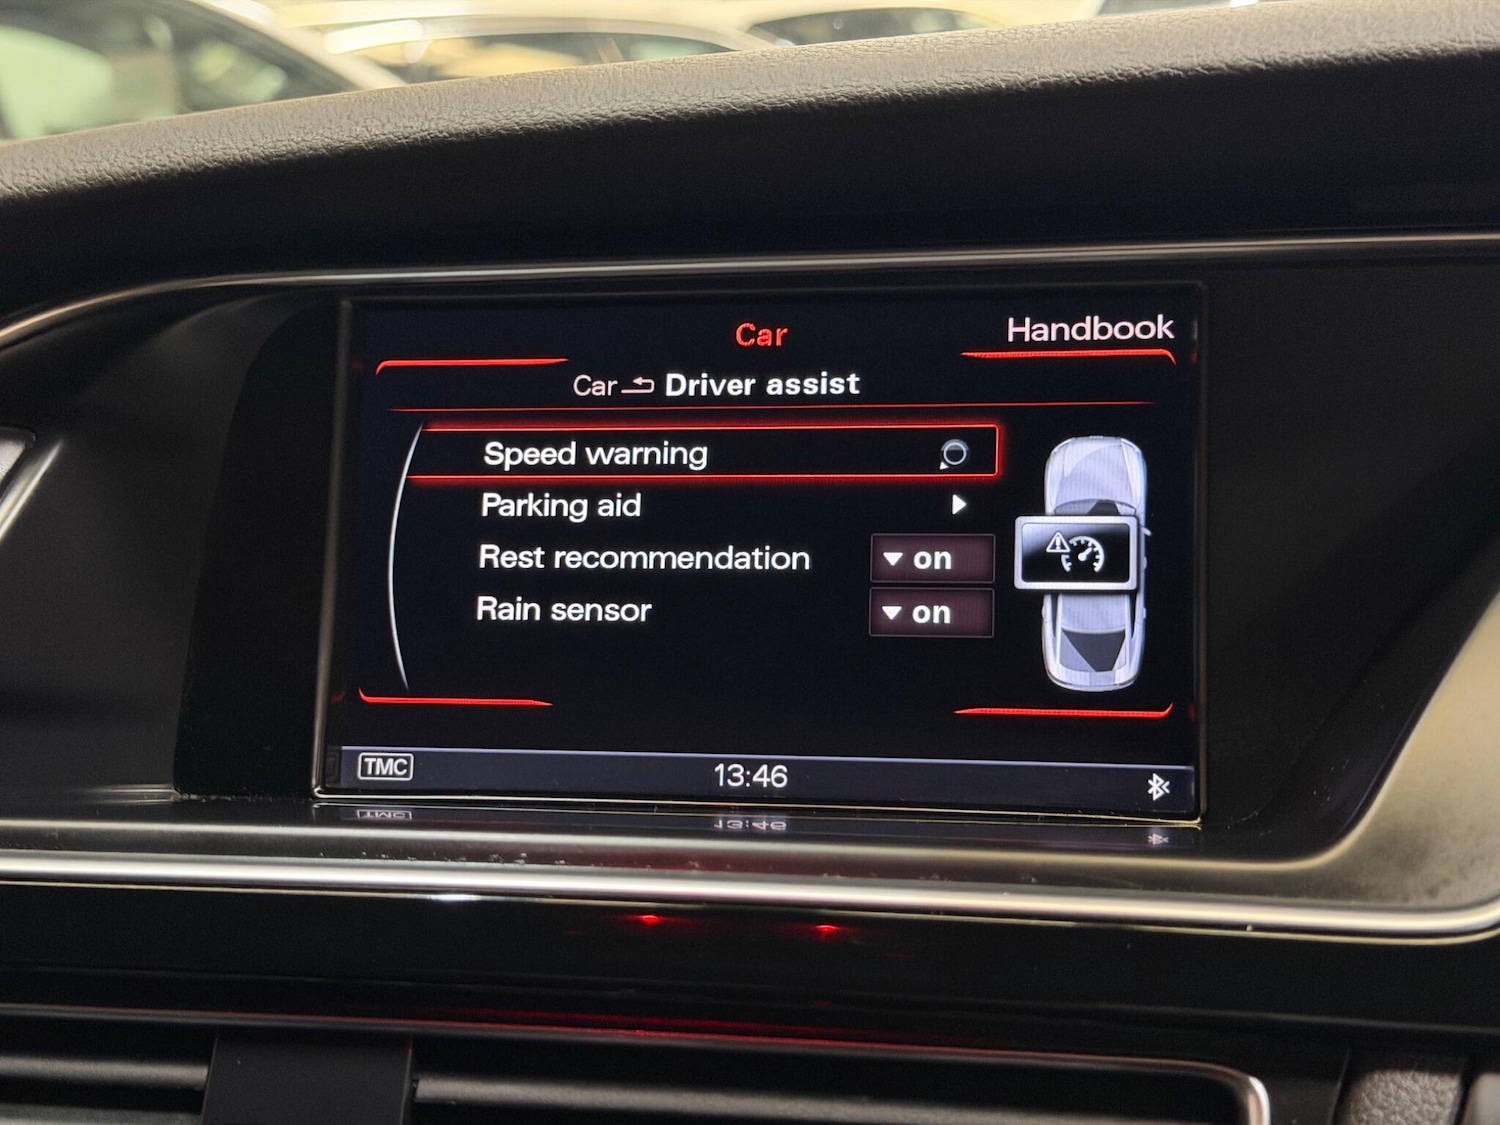 Car
Handbook
Car Driver assist
Speed warning
Parking aid
Rest recommendation on
Rain sensor on
TMC 13:46